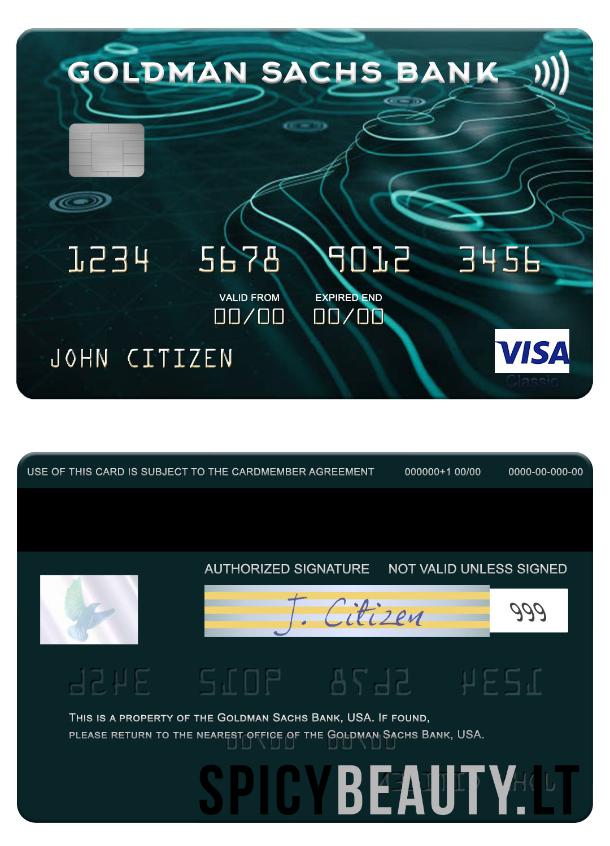 GOLDMAN SACHS BANK
1234 5678 9012 3456
VALID FROM EXPIRED END
00/00 00/00
JOHN CITIZEN
VISA
Classic
USE OF THIS CARD IS SUBJECT TO THE CARDMEMBER AGREEMENT 000000+1 00/00 0000-00-000-00
AUTHORIZED SIGNATURE NOT VALID UNLESS SIGNED
J. Citizen 999
THIS IS A PROPERTY OF THE GOLDMAN SACHS BANK, USA. IF FOUND,
PLEASE RETURN TO THE NEAREST OFFICE OF THE GOLDMAN SACHS BANK, USA.
SPICYBEAUTY.LT